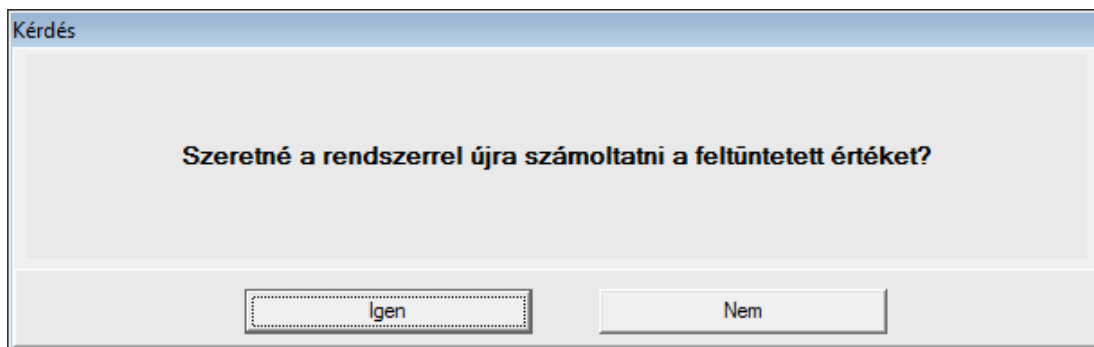 Kérdés
Szeretné a rendszerrel újra számoltatni a feltüntetett értéket?
Igen
Nem